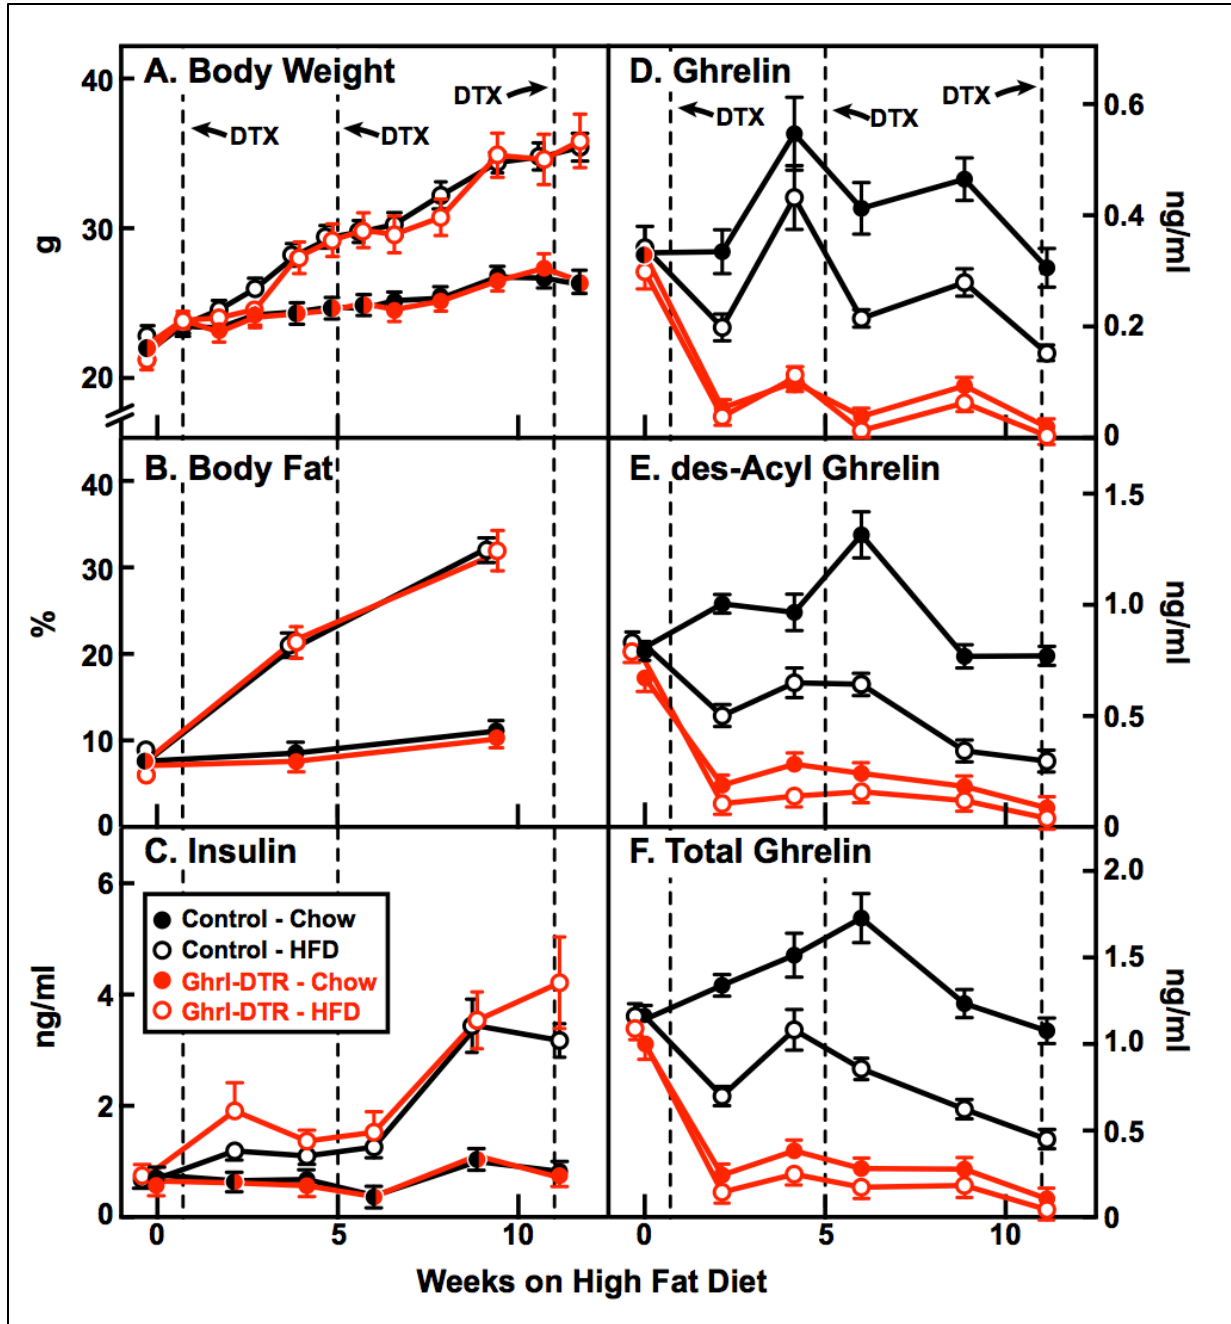 A. Body Weight
40
30
20
g
DTX
DTX
DTX
B. Body Fat
40
30
20
10
0
%
C. Insulin
6
4
2
0
ng/ml
Control - Chow
Control - HFD
Ghrl-DTR - Chow
Ghrl-DTR - HFD
0 5 10
D. Ghrelin
DTX
DTX
DTX
0.6
0.4
0.2
0
ng/ml
E. des-Acyl Ghrelin
1.5
1.0
0.5
0
ng/ml
F. Total Ghrelin
2.0
1.5
1.0
0.5
0
ng/ml
0 5 10
Weeks on High Fat Diet